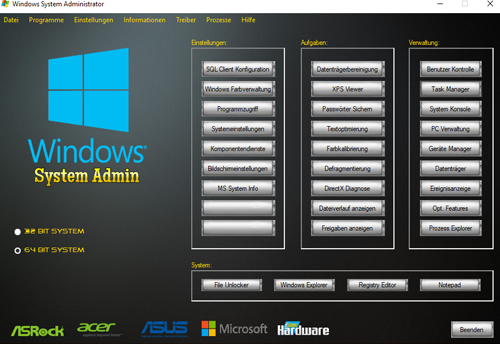 Windows System Administrator
Datei Programme Einstellungen Informationen Treiber Prozesse Hilfe
Einstellungen:
SQL Client Konfiguration
Windows Farbverwaltung
Programmzugriff
Systemeinstellungen
Komponentendienste
Bildschimeinstellungen
MS System Info
Aufgaben:
Datenträgerbereinigung
XPS Viewer
Passwörter Sichern
Textoptimierung
Farbkalibrierung
Defragmentierung
DirectX Diagnose
Dateiverlauf anzeigen
Freigaben anzeigen
Verwaltung:
Benutzer Kontrolle
Task Manager
System Konsole
PC Verwaltung
Geräte Manager
Datenträger
Ereignisanzeige
Opt. Features
Prozess Explorer
Windows
System Admin
32 BIT SYSTEM
64 BIT SYSTEM
System:
File Unlocker
Windows Explorer
Registry Editor
Notepad
ASRock
acer
ASUS
Microsoft
Hardware
Beenden